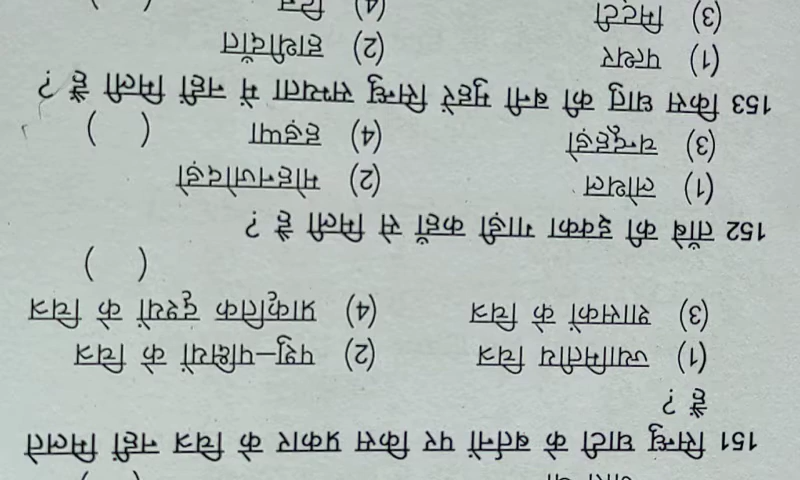 151 सिन्धु घाटी के बर्तनों पर किस प्रकार के चित्र नहीं मिलते
हैं ?
(1) ज्यामितीय चित्र (2) पशु–पक्षियों के चित्र
(3) शासकों के चित्र (4) प्राकृतिक दृश्यों के चित्र
( )
152 ताँबे की इक्का गाडी कहाँ से मिली है ?
(1) लोथल (2) मोहनजोदड़ो
(3) चन्हूदड़ो (4) हड़प्पा ( )
153 किस धातु की बनी मुहरे सिन्धु सभ्यता में नहीं मिली हैं ?
(1) पत्थर (2) हाथीदाँत
(3) मिट्टी (4)